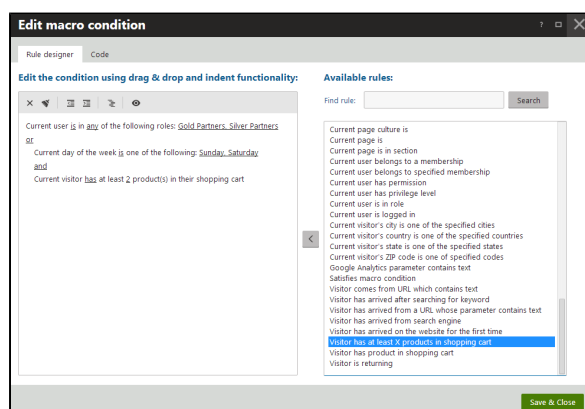 Edit macro condition
?
Rule designer
Code
Edit the condition using drag & drop and indent functionality:
Available rules:
Find rule:
Search
Current user is in any of the following roles: Gold Partners, Silver Partners
or
Current day of the week is one of the following: Sunday, Saturday
and
Current visitor has at least 2 product(s) in their shopping cart
Current page culture is
Current page is
Current page is in section
Current user belongs to a membership
Current user belongs to specified membership
Current user has permission
Current user has privilege level
Current user is in role
Current user is logged in
Current visitor's city is one of the specified cities
Current visitor's country is one of the specified countries
Current visitor's state is one of the specified states
Current visitor's ZIP code is one of specified codes
Google Analytics parameter contains text
Satisfies macro condition
Visitor comes from URL which contains text
Visitor has arrived after searching for keyword
Visitor has arrived from a URL whose parameter contains text
Visitor has arrived from search engine
Visitor has arrived on the website for the first time
Visitor has at least X products in shopping cart
Visitor has product in shopping cart
Visitor is returning
Save & Close